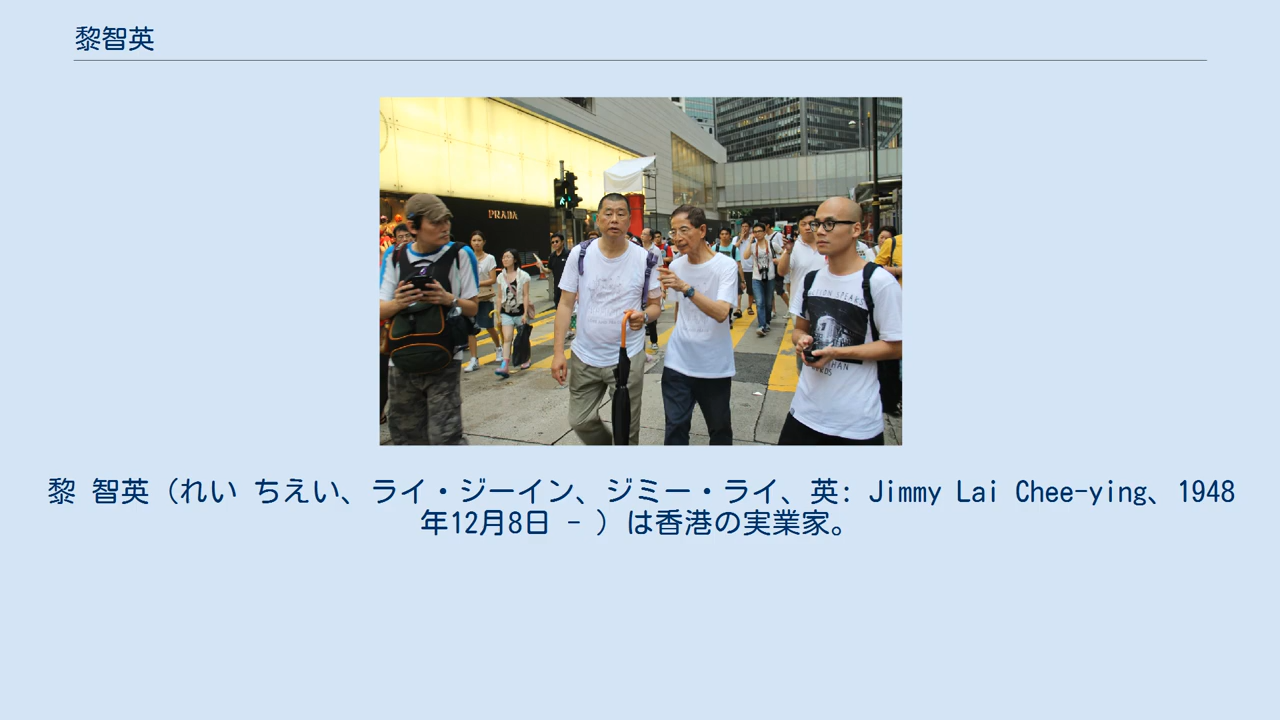 黎智英
PRADA
黎 智英（れい ちえい、ライ・ジーイン、ジミー・ライ、英: Jimmy Lai Chee-ying、1948
年12月8日 - ）は香港の実業家。